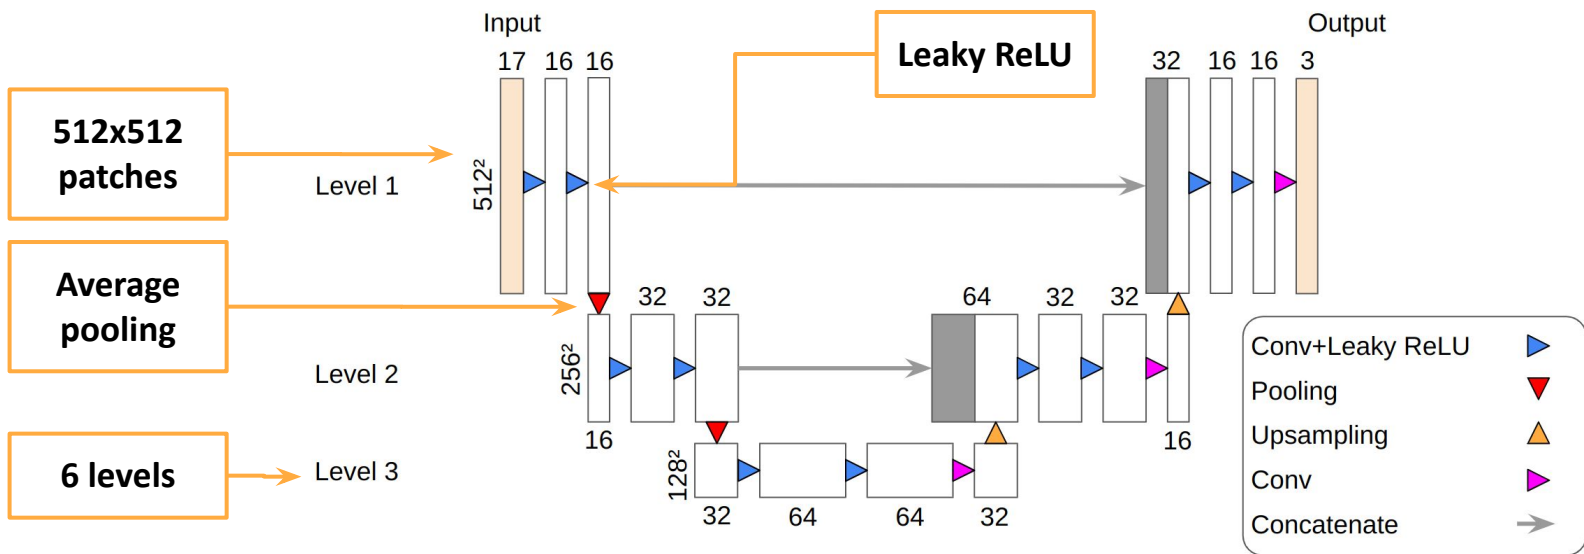 Input
Output
Leaky ReLU
17 16 16
32 16 16 3
512x512
patches
512²
Level 1
Average
pooling
32 32
64 32 32
256²
Level 2
16
16
6 levels
Level 3
128²
32 64 64 32
Conv+Leaky ReLU
Pooling
Upsampling
Conv
Concatenate